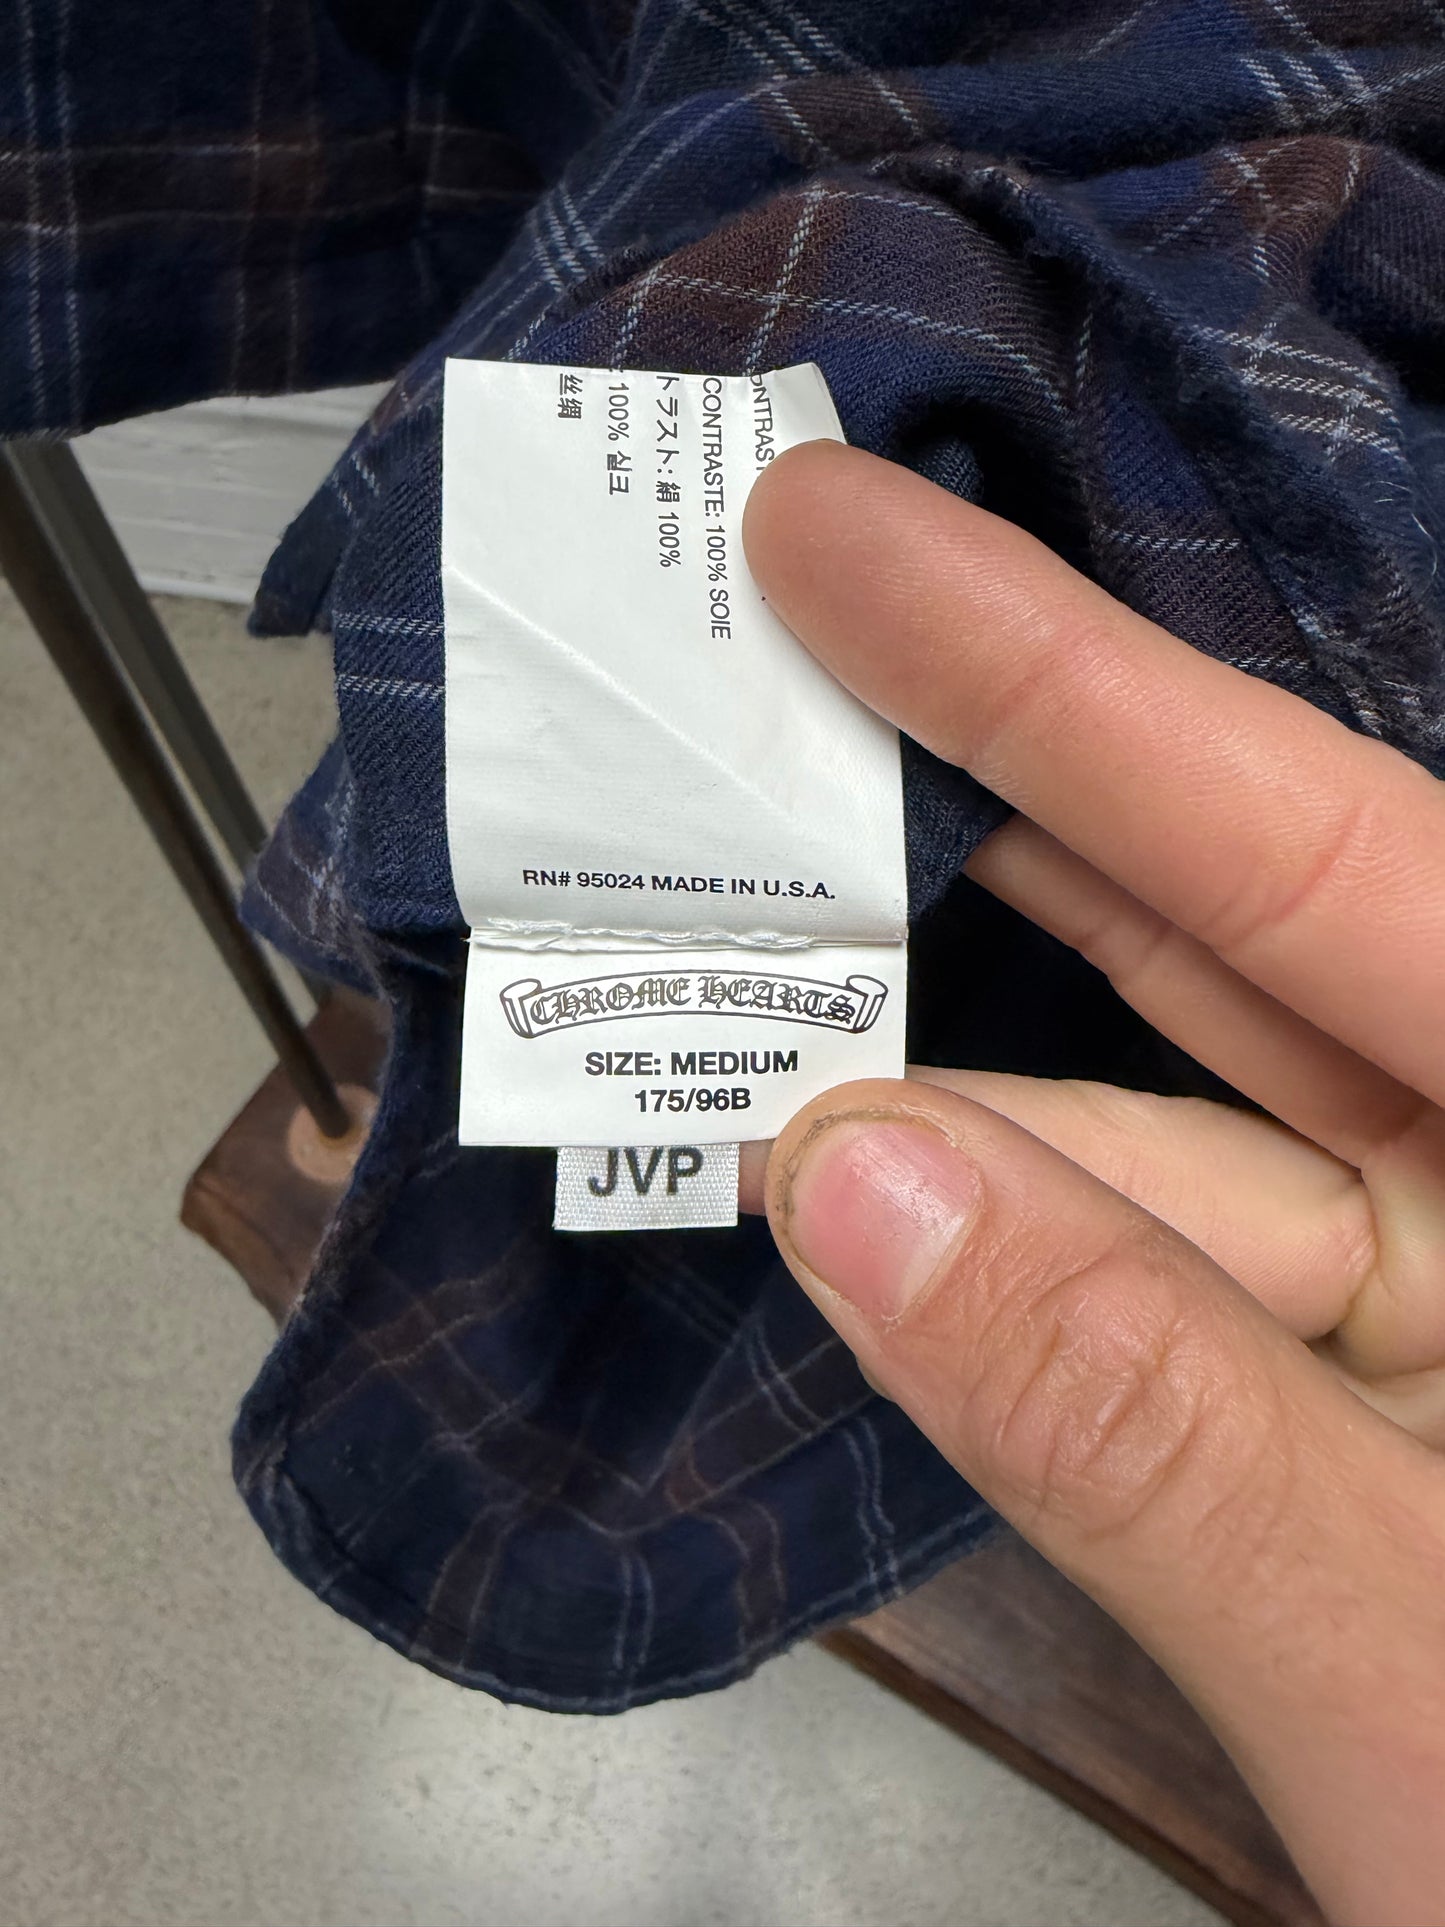 ONTRAS
CONTRASTE: 100% SOIE
トラスト: 絹 100%
: 100% 실크
丝绸
RN# 95024 MADE IN U.S.A.
CHROME HEARTS
SIZE: MEDIUM
175/96B
JVP